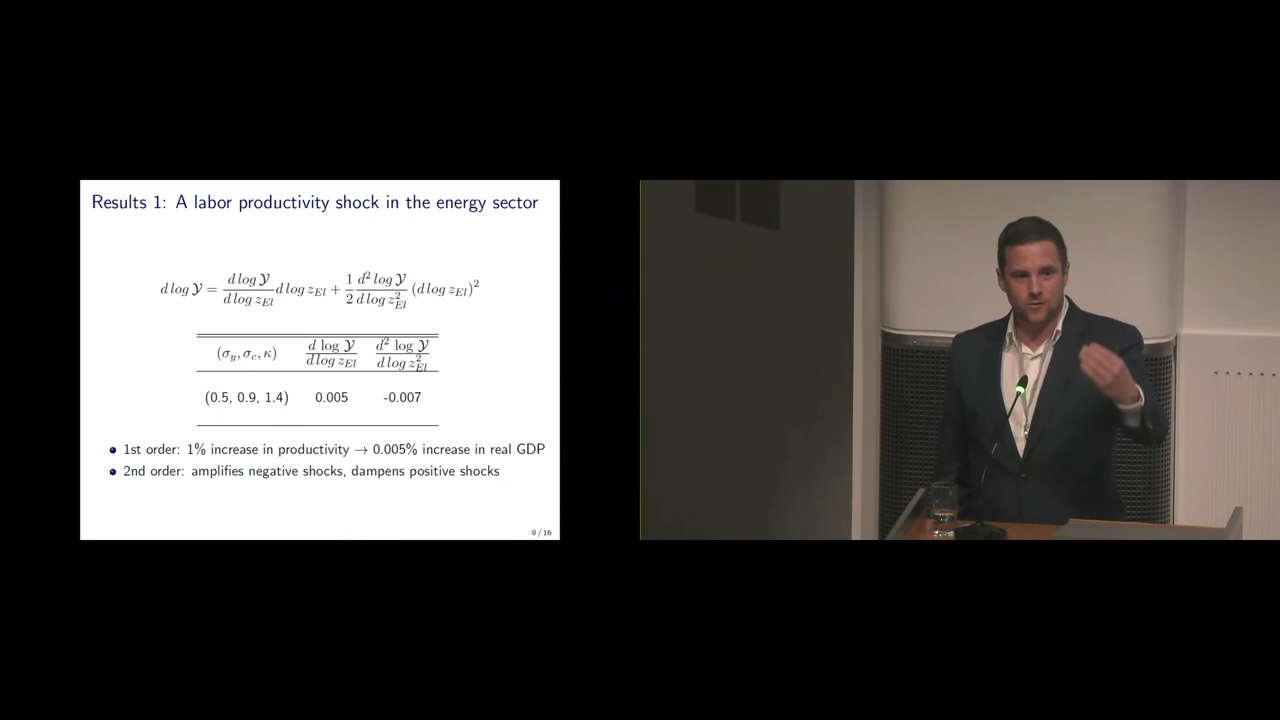 Results 1: A labor productivity shock in the energy sector
d log 𝒴 = d log 𝒴 / d log z_El d log z_El + 1/2 d² log 𝒴 / d log z²_El (d log z_El)²
(σ_y, σ_c, κ) d log 𝒴 / d log z_El d² log 𝒴 / d log z²_El
(0.5, 0.9, 1.4) 0.005 -0.007
1st order: 1% increase in productivity → 0.005% increase in real GDP
2nd order: amplifies negative shocks, dampens positive shocks
8 / 16